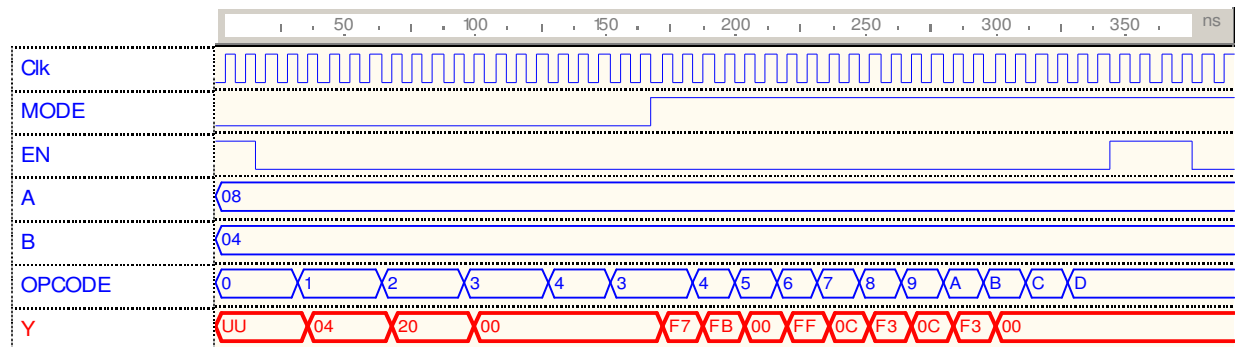 50 100 150 200 250 300 350 ns
Clk
MODE
EN
A 08
B 04
OPCODE 0 1 2 3 4 3 4 5 6 7 8 9 A B C D
Y UU 04 20 00 F7 FB 00 FF 0C F3 0C F3 00